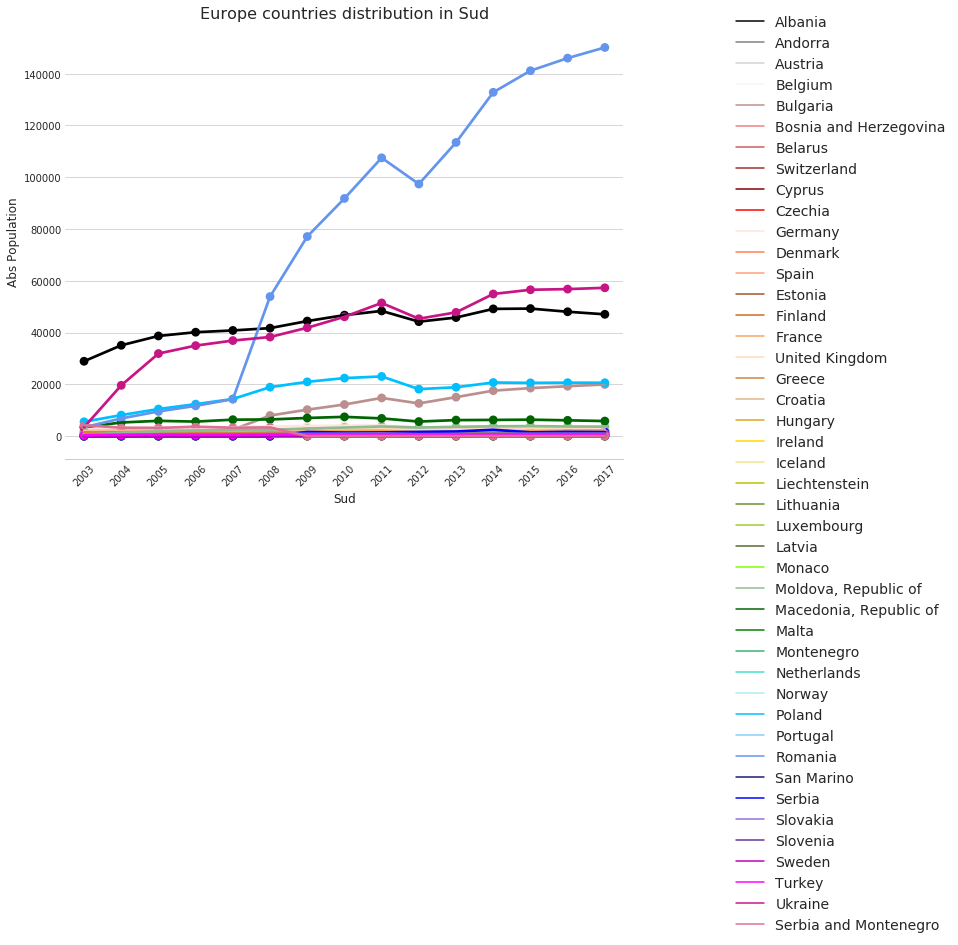 Europe countries distribution in Sud
Abs Population
140000
120000
100000
80000
60000
40000
20000
0
2003
2004
2005
2006
2007
2008
2009
2010
2011
2012
2013
2014
2015
2016
2017
Sud
Albania
Andorra
Austria
Belgium
Bulgaria
Bosnia and Herzegovina
Belarus
Switzerland
Cyprus
Czechia
Germany
Denmark
Spain
Estonia
Finland
France
United Kingdom
Greece
Croatia
Hungary
Ireland
Iceland
Liechtenstein
Lithuania
Luxembourg
Latvia
Monaco
Moldova, Republic of
Macedonia, Republic of
Malta
Montenegro
Netherlands
Norway
Poland
Portugal
Romania
San Marino
Serbia
Slovakia
Slovenia
Sweden
Turkey
Ukraine
Serbia and Montenegro